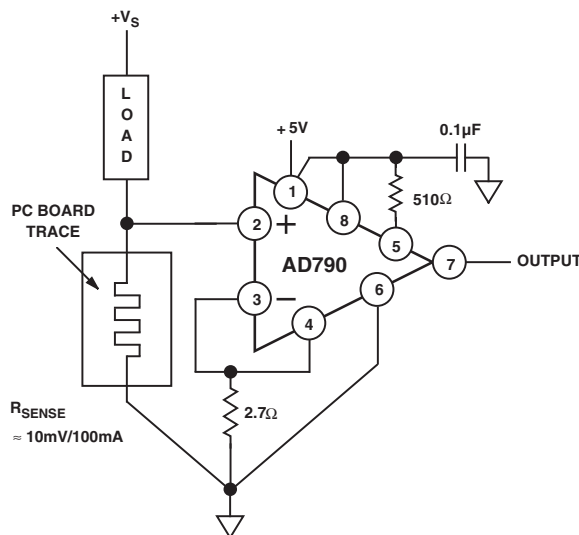 +VS
LOAD
+5V
0.1µF
1
510Ω
PC BOARD
TRACE
2
+
8
5
AD790
7
OUTPUT
3
–
6
4
RSENSE
≈ 10mV/100mA
2.7Ω